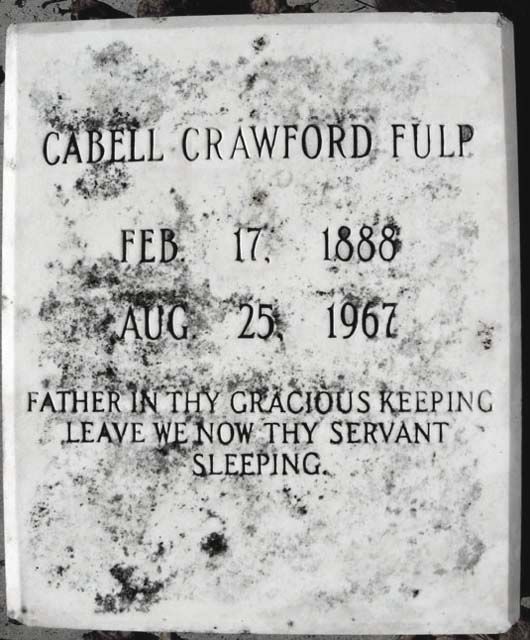 CABELL CRAWFORD FULP
FEB. 17, 1888
AUG 25, 1967
FATHER IN THY GRACIOUS KEEPING
LEAVE WE NOW THY SERVANT
SLEEPING.